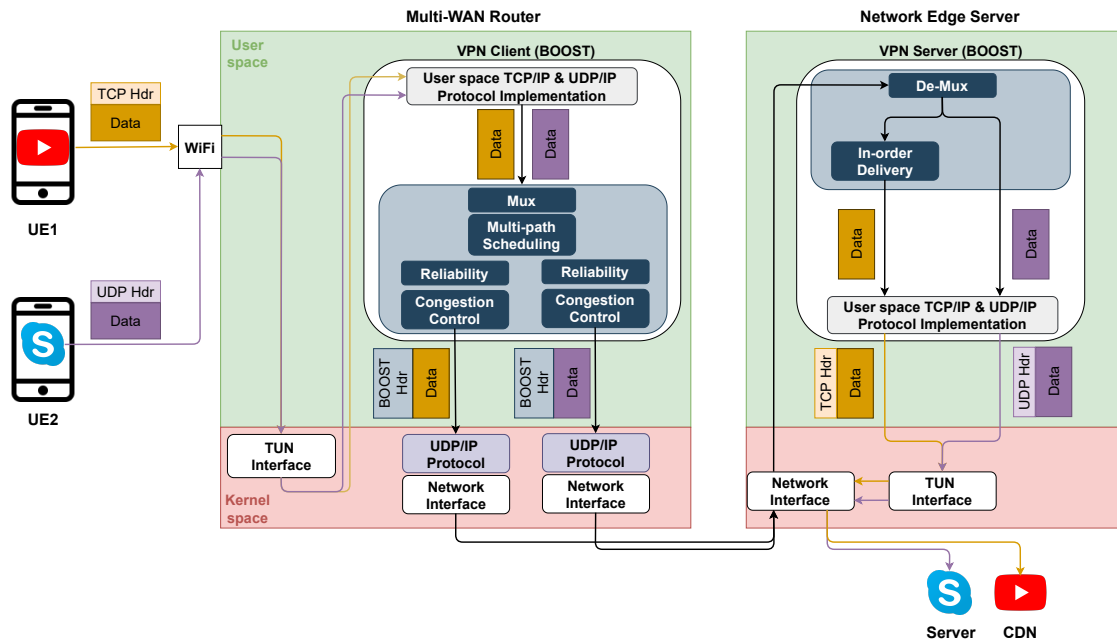 Multi-WAN Router
Network Edge Server
User
space
VPN Client (BOOST)
VPN Server (BOOST)
User space TCP/IP & UDP/IP
Protocol Implementation
De-Mux
TCP Hdr
Data
WiFi
Data
Data
In-order
Delivery
UE1
Mux
Multi-path
Scheduling
Data
Data
Reliability
Reliability
Congestion
Control
Congestion
Control
UDP Hdr
Data
S
User space TCP/IP & UDP/IP
Protocol Implementation
UE2
BOOST
Hdr
Data
BOOST
Hdr
Data
TCP Hdr
Data
UDP Hdr
Data
TUN
Interface
UDP/IP
Protocol
UDP/IP
Protocol
Network
Interface
Network
Interface
Network
Interface
TUN
Interface
Kernel
space
S
Server
CDN